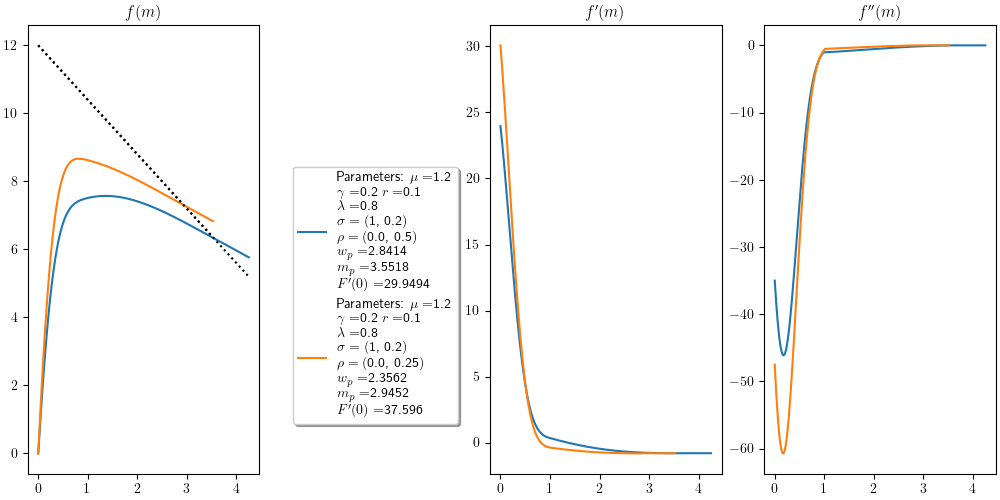 f(m)
12
10
8
6
4
2
0
0 1 2 3 4
Parameters: μ =1.2
γ =0.2 r =0.1
λ =0.8
σ = (1, 0.2)
ρ = (0.0, 0.5)
w_p =2.8414
m_p =3.5518
F′(0) =29.9494
Parameters: μ =1.2
γ =0.2 r =0.1
λ =0.8
σ = (1, 0.2)
ρ = (0.0, 0.25)
w_p =2.3562
m_p =2.9452
F′(0) =37.596
f′(m)
30
25
20
15
10
5
0
0 1 2 3 4
f″(m)
0
−10
−20
−30
−40
−50
−60
0 1 2 3 4